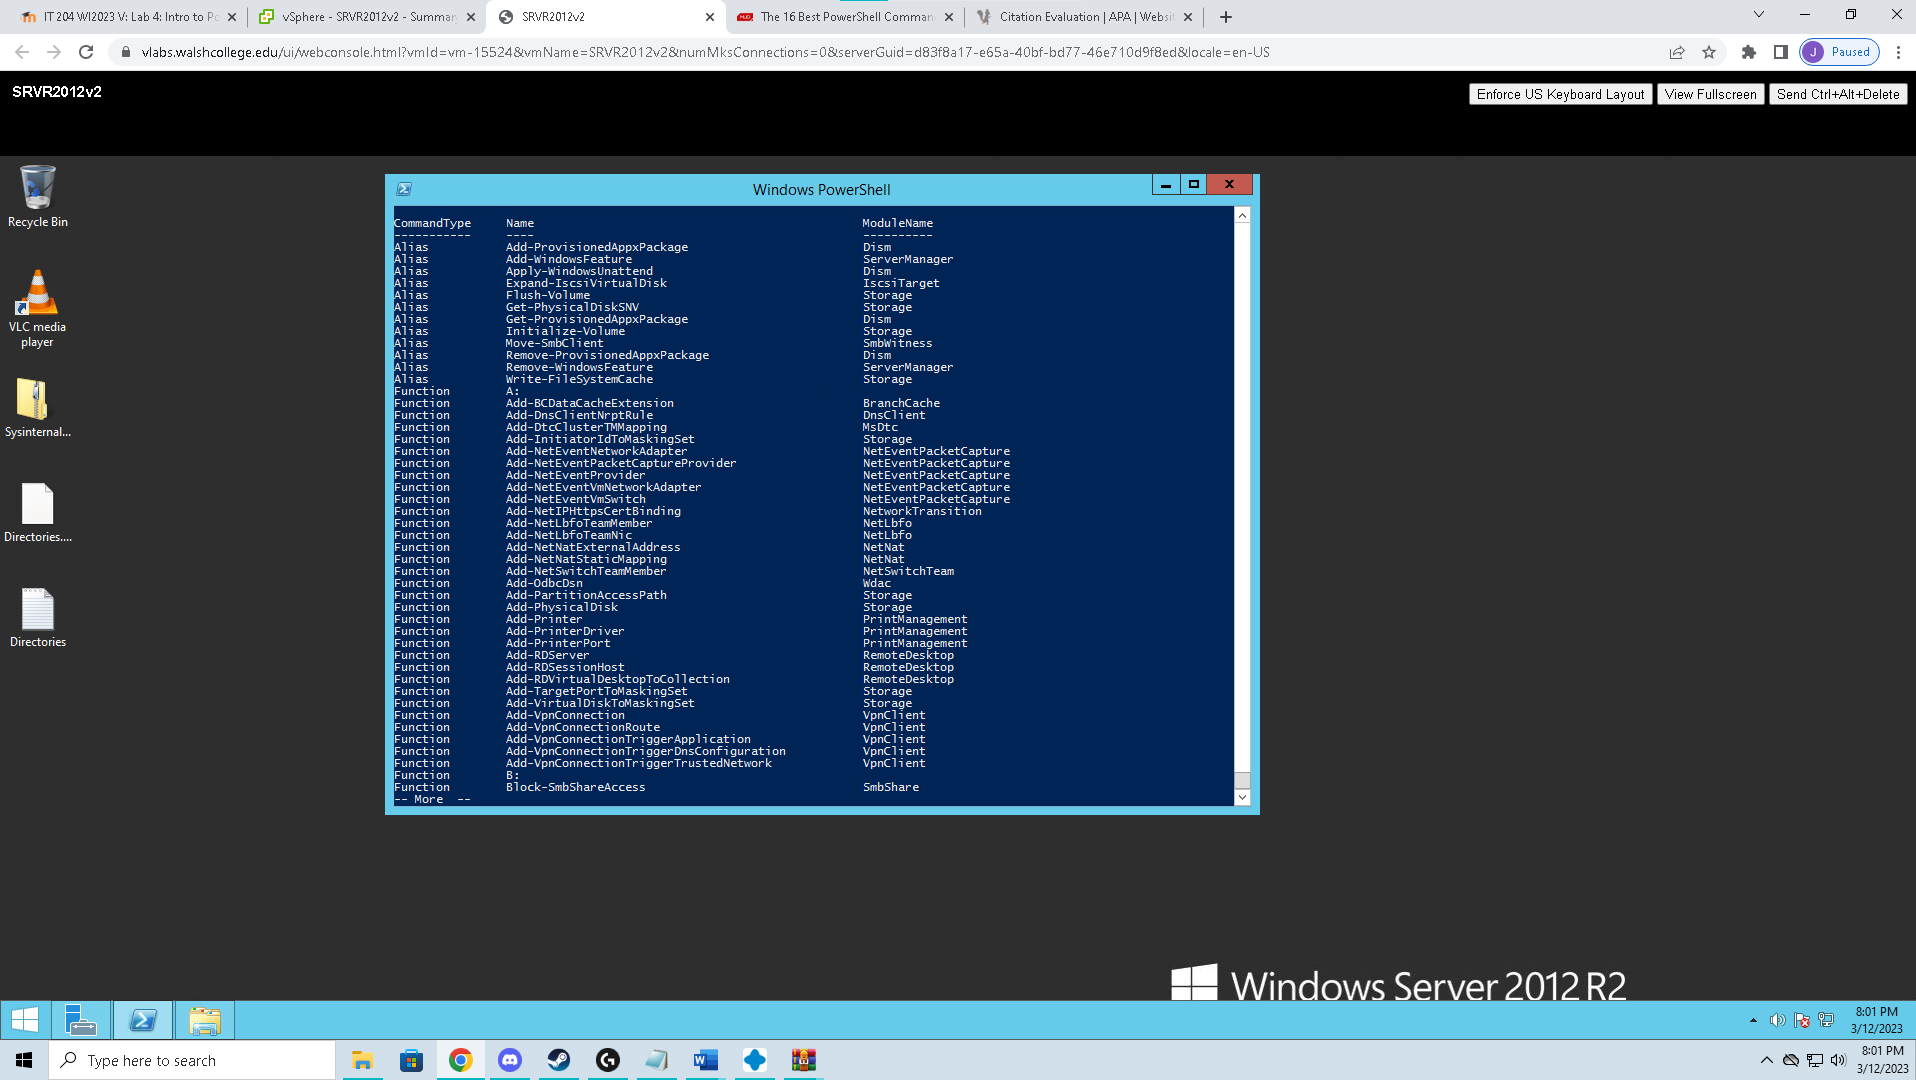 IT 204 WI2023 V: Lab 4: Intro to Po
vSphere - SRVR2012v2 - Summary
SRVR2012v2
The 16 Best PowerShell Comman
Citation Evaluation | APA | Websit
vlabs.walshcollege.edu/ui/webconsole.html?vmId=vm-15524&vmName=SRVR2012v2&numMksConnections=0&serverGuid=d83f8a17-e65a-40bf-bd77-46e710d9f8ed&locale=en-US
J Paused
SRVR2012v2
Enforce US Keyboard Layout View Fullscreen Send Ctrl+Alt+Delete
Recycle Bin
VLC media
player
Sysinternal...
Directories....
Directories
Windows PowerShell
CommandType Name ModuleName
----------- ---- ----------
Alias Add-ProvisionedAppxPackage Dism
Alias Add-WindowsFeature ServerManager
Alias Apply-WindowsUnattend Dism
Alias Expand-IscsiVirtualDisk IscsiTarget
Alias Flush-Volume Storage
Alias Get-PhysicalDiskSNV Storage
Alias Get-ProvisionedAppxPackage Dism
Alias Initialize-Volume Storage
Alias Move-SmbClient SmbWitness
Alias Remove-ProvisionedAppxPackage Dism
Alias Remove-WindowsFeature ServerManager
Alias Write-FileSystemCache Storage
Function A:
Function Add-BCDataCacheExtension BranchCache
Function Add-DnsClientNrptRule DnsClient
Function Add-DtcClusterTMMapping MsDtc
Function Add-InitiatorIdToMaskingSet Storage
Function Add-NetEventNetworkAdapter NetEventPacketCapture
Function Add-NetEventPacketCaptureProvider NetEventPacketCapture
Function Add-NetEventProvider NetEventPacketCapture
Function Add-NetEventVmNetworkAdapter NetEventPacketCapture
Function Add-NetEventVmSwitch NetEventPacketCapture
Function Add-NetIPHttpsCertBinding NetworkTransition
Function Add-NetLbfoTeamMember NetLbfo
Function Add-NetLbfoTeamNic NetLbfo
Function Add-NetNatExternalAddress NetNat
Function Add-NetNatStaticMapping NetNat
Function Add-NetSwitchTeamMember NetSwitchTeam
Function Add-OdbcDsn Wdac
Function Add-PartitionAccessPath Storage
Function Add-PhysicalDisk Storage
Function Add-Printer PrintManagement
Function Add-PrinterDriver PrintManagement
Function Add-PrinterPort PrintManagement
Function Add-RDServer RemoteDesktop
Function Add-RDSessionHost RemoteDesktop
Function Add-RDVirtualDesktopToCollection RemoteDesktop
Function Add-TargetPortToMaskingSet Storage
Function Add-VirtualDiskToMaskingSet Storage
Function Add-VpnConnection VpnClient
Function Add-VpnConnectionRoute VpnClient
Function Add-VpnConnectionTriggerApplication VpnClient
Function Add-VpnConnectionTriggerDnsConfiguration VpnClient
Function Add-VpnConnectionTriggerTrustedNetwork VpnClient
Function B:
Function Block-SmbShareAccess SmbShare
-- More --
Windows Server 2012 R2
8:01 PM
3/12/2023
Type here to search
8:01 PM
3/12/2023